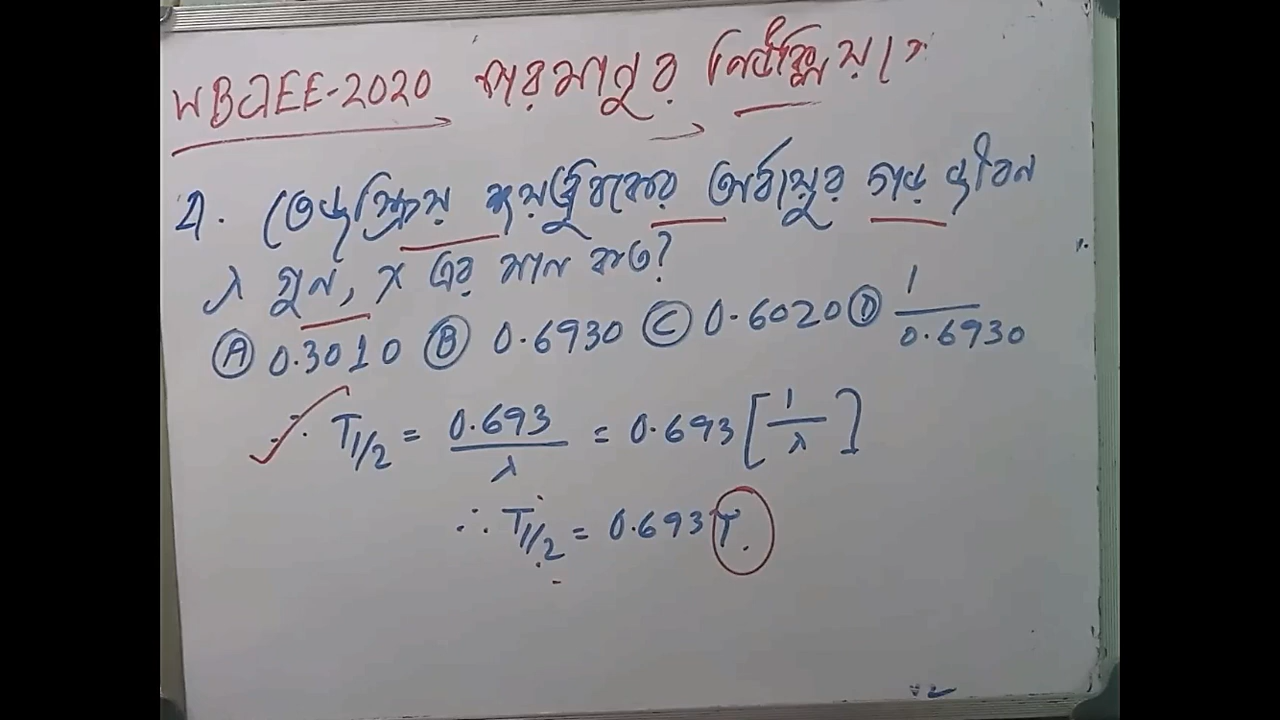 WBJEE-2020 পরমাণুর নিউক্লিয়াস
1. তেজস্ক্রিয় অর্ধায়ুর গড় জীবন
x গুন, x এর মান কত?
Ⓐ 0.3010 Ⓑ 0.6930 Ⓒ 0.6020 Ⓓ 1/0.6930
∴ T1/2 = 0.693/λ = 0.693 [1/λ]
∴ T1/2 = 0.693 T.